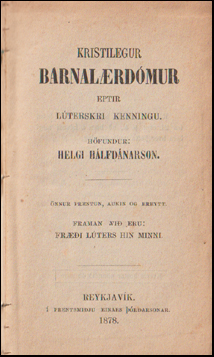 KRISTILEGUR
BARNALÆRDÓMUR
EPTIR
LÚTERSKRI KENNINGU.
HÖFUNDUR:
HELGI HÁLFDÁNARSON.
ÖNNUR PRENTUN, AUKIN OG BREYTT.
FRAMAN VIÐ ERU:
FRÆÐI LÚTERS HIN MINNI.
REYKJAVÍK.
Í PRENTSMIÐJU EINARS ÞÓRÐARSONAR.
1878.